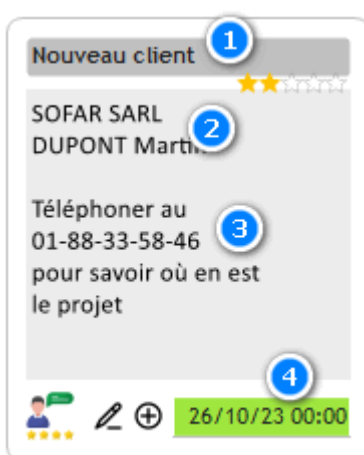 Nouveau client
1
SOFAR SARL
2
DUPONT Martin
Téléphoner au
01-88-33-58-46
3
pour savoir où en est
le projet
4
26/10/23 00:00